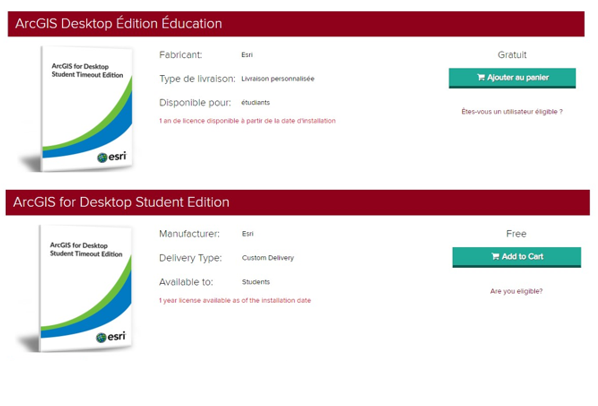 ArcGIS Desktop Édition Éducation
ArcGIS for Desktop
Student Timeout Edition
esri
Fabricant: Esri
Type de livraison: Livraison personnalisée
Disponible pour: étudiants
1 an de licence disponible à partir de la date d'installation
Gratuit
Ajouter au panier
Êtes-vous un utilisateur éligible ?
ArcGIS for Desktop Student Edition
ArcGIS for Desktop
Student Timeout Edition
esri
Manufacturer: Esri
Delivery Type: Custom Delivery
Available to: Students
1 year license available as of the installation date
Free
Add to Cart
Are you eligible?